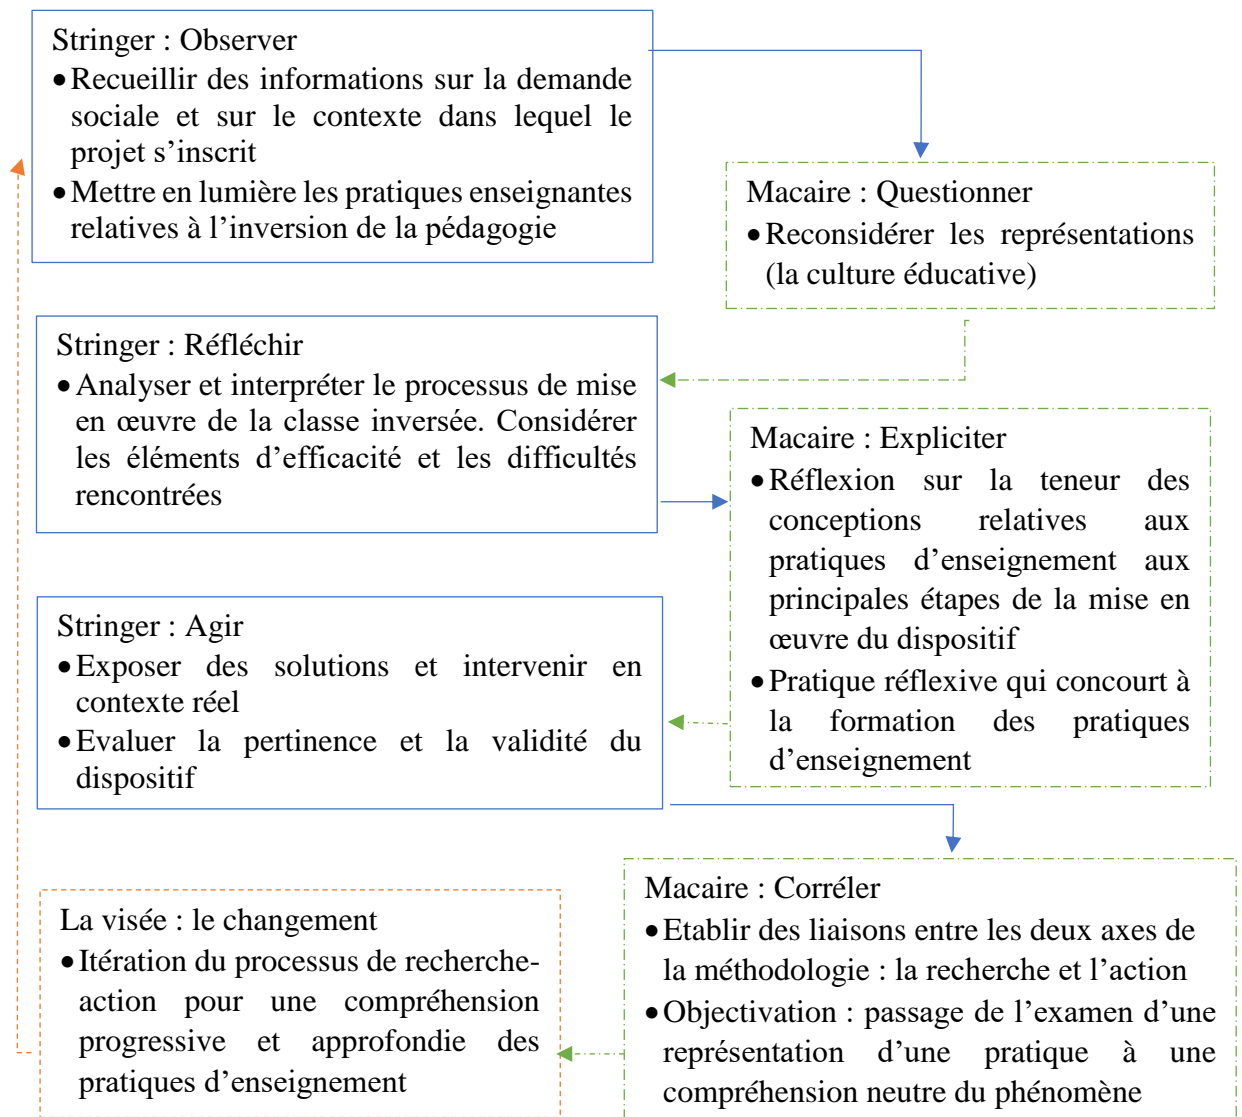 Stringer : Observer
•Recueillir des informations sur la demande
sociale et sur le contexte dans lequel le
projet s’inscrit
•Mettre en lumière les pratiques enseignantes
relatives à l’inversion de la pédagogie
Macaire : Questionner
•Reconsidérer les représentations
(la culture éducative)
Stringer : Réfléchir
•Analyser et interpréter le processus de mise
en œuvre de la classe inversée. Considérer
les éléments d’efficacité et les difficultés
rencontrées
Macaire : Expliciter
•Réflexion sur la teneur des
conceptions relatives aux
pratiques d’enseignement aux
principales étapes de la mise en
œuvre du dispositif
•Pratique réflexive qui concourt à
la formation des pratiques
d’enseignement
Stringer : Agir
•Exposer des solutions et intervenir en
contexte réel
•Evaluer la pertinence et la validité du
dispositif
Macaire : Corréler
•Etablir des liaisons entre les deux axes de
la méthodologie : la recherche et l’action
•Objectivation : passage de l’examen d’une
représentation d’une pratique à une
compréhension neutre du phénomène
La visée : le changement
•Itération du processus de recherche-
action pour une compréhension
progressive et approfondie des
pratiques d’enseignement